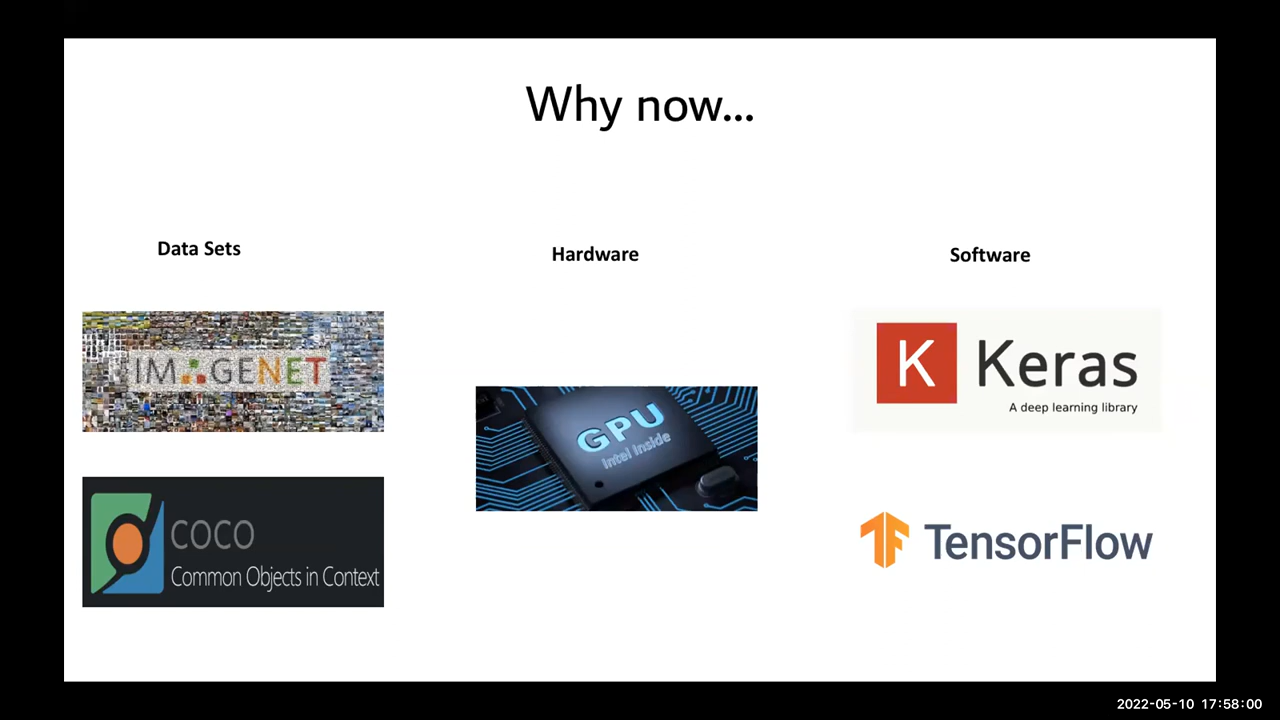 Why now...
Data Sets
Hardware
Software
IMAGENET
COCO
Common Objects in Context
GPU
Intel Inside
K Keras
A deep learning library
TensorFlow
2022-05-10 17:58:00